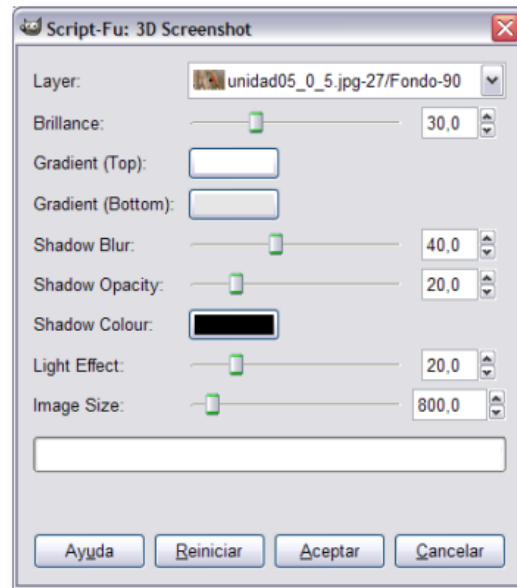 Script-Fu: 3D Screenshot
Layer: unidad05_0_5.jpg-27/Fondo-90
Brillance: 30,0
Gradient (Top):
Gradient (Bottom):
Shadow Blur: 40,0
Shadow Opacity: 20,0
Shadow Colour:
Light Effect: 20,0
Image Size: 800,0
Ayuda Reiniciar Aceptar Cancelar